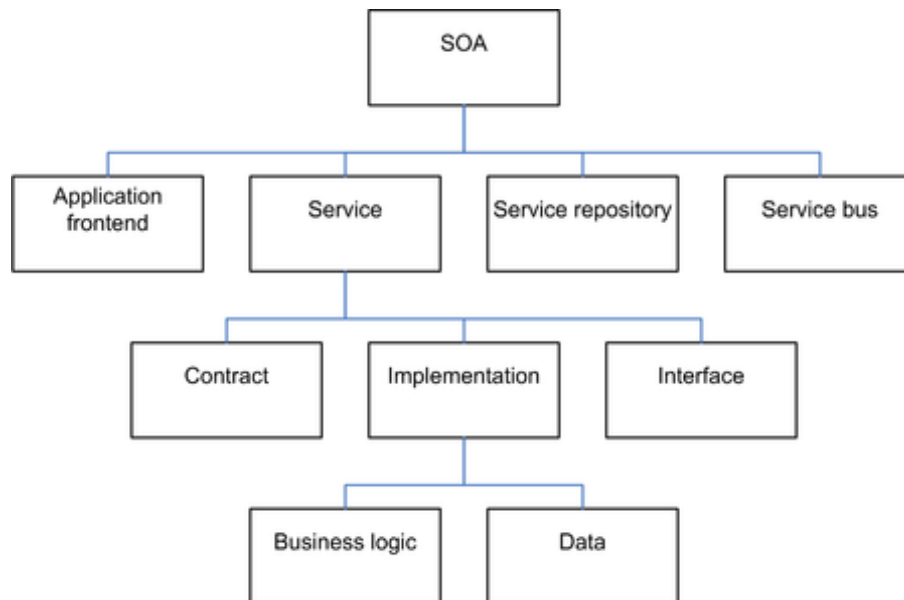 SOA
Application
frontend
Service
Service repository
Service bus
Contract
Implementation
Interface
Business logic
Data